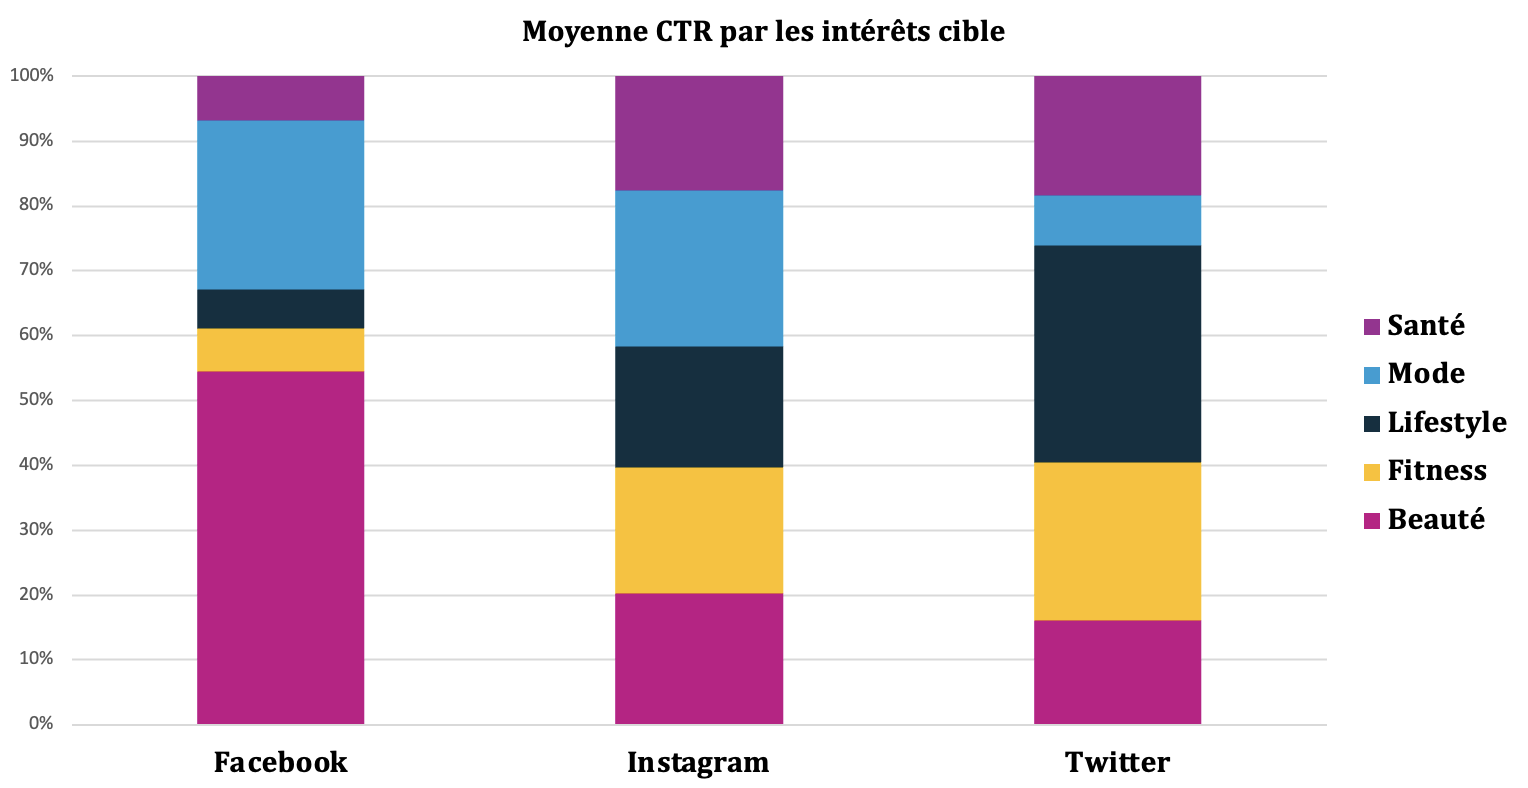 Moyenne CTR par les intérêts cible
100%
90%
80%
70%
60%
50%
40%
30%
20%
10%
0%
Facebook Instagram Twitter
Santé
Mode
Lifestyle
Fitness
Beauté